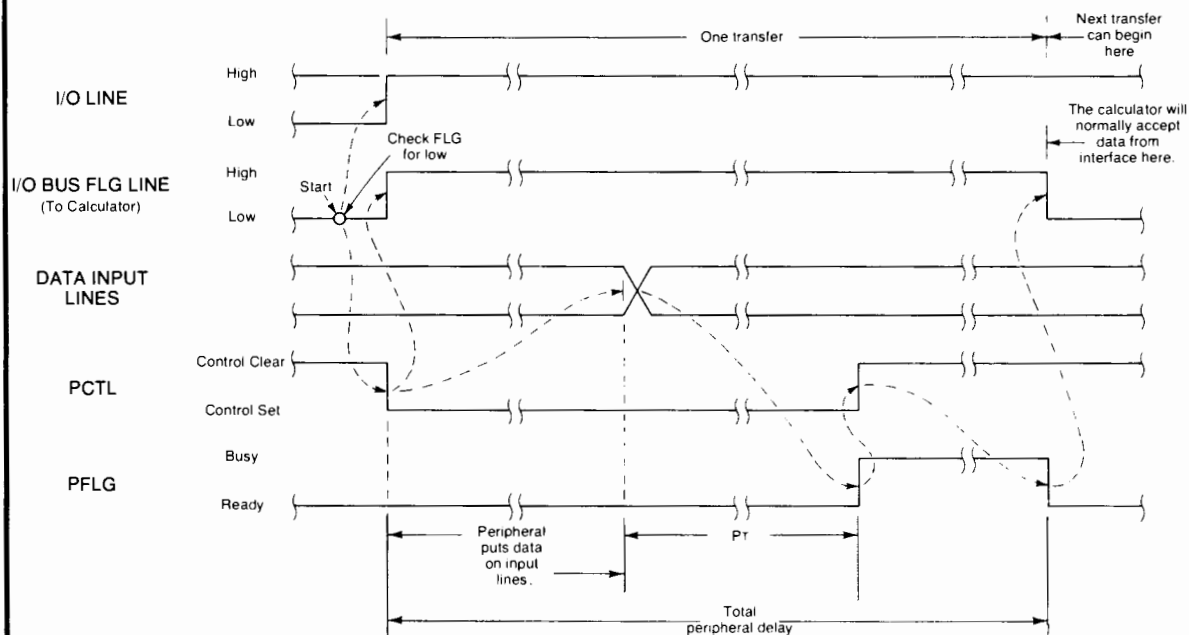 One transfer
Next transfer
can begin
here
I/O LINE
High
Low
The calculator will
normally accept
data from
interface here.
Check FLG
for low
I/O BUS FLG LINE
(To Calculator)
High
Start
Low
DATA INPUT
LINES
PCTL
Control Clear
Control Set
PFLG
Busy
Ready
Peripheral
puts data
on input
lines.
PT
Total
peripheral delay